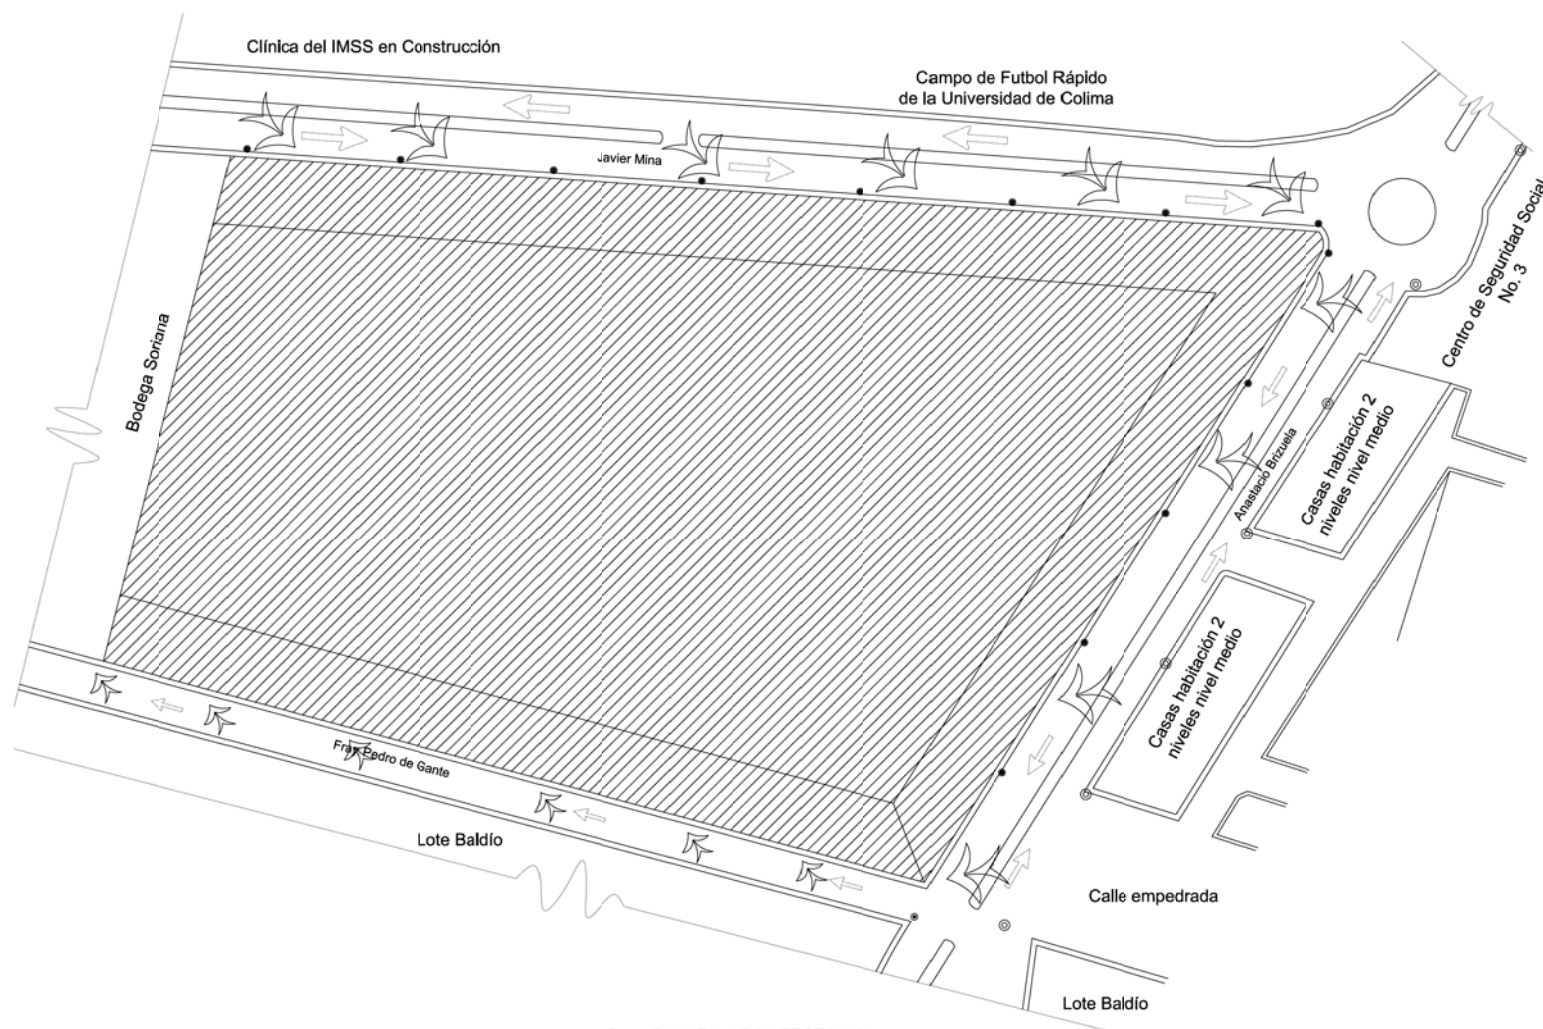 Clínica del IMSS en Construcción
Campo de Futbol Rápido
de la Universidad de Colima
Javier Mina
Centro de Seguridad Social
No. 3
Bodega Soriana
Anastacio Brizuela
Casas habitación 2
niveles nivel medio
Casas habitación 2
niveles nivel medio
Fray Pedro de Gante
Lote Baldío
Calle empedrada
Lote Baldío